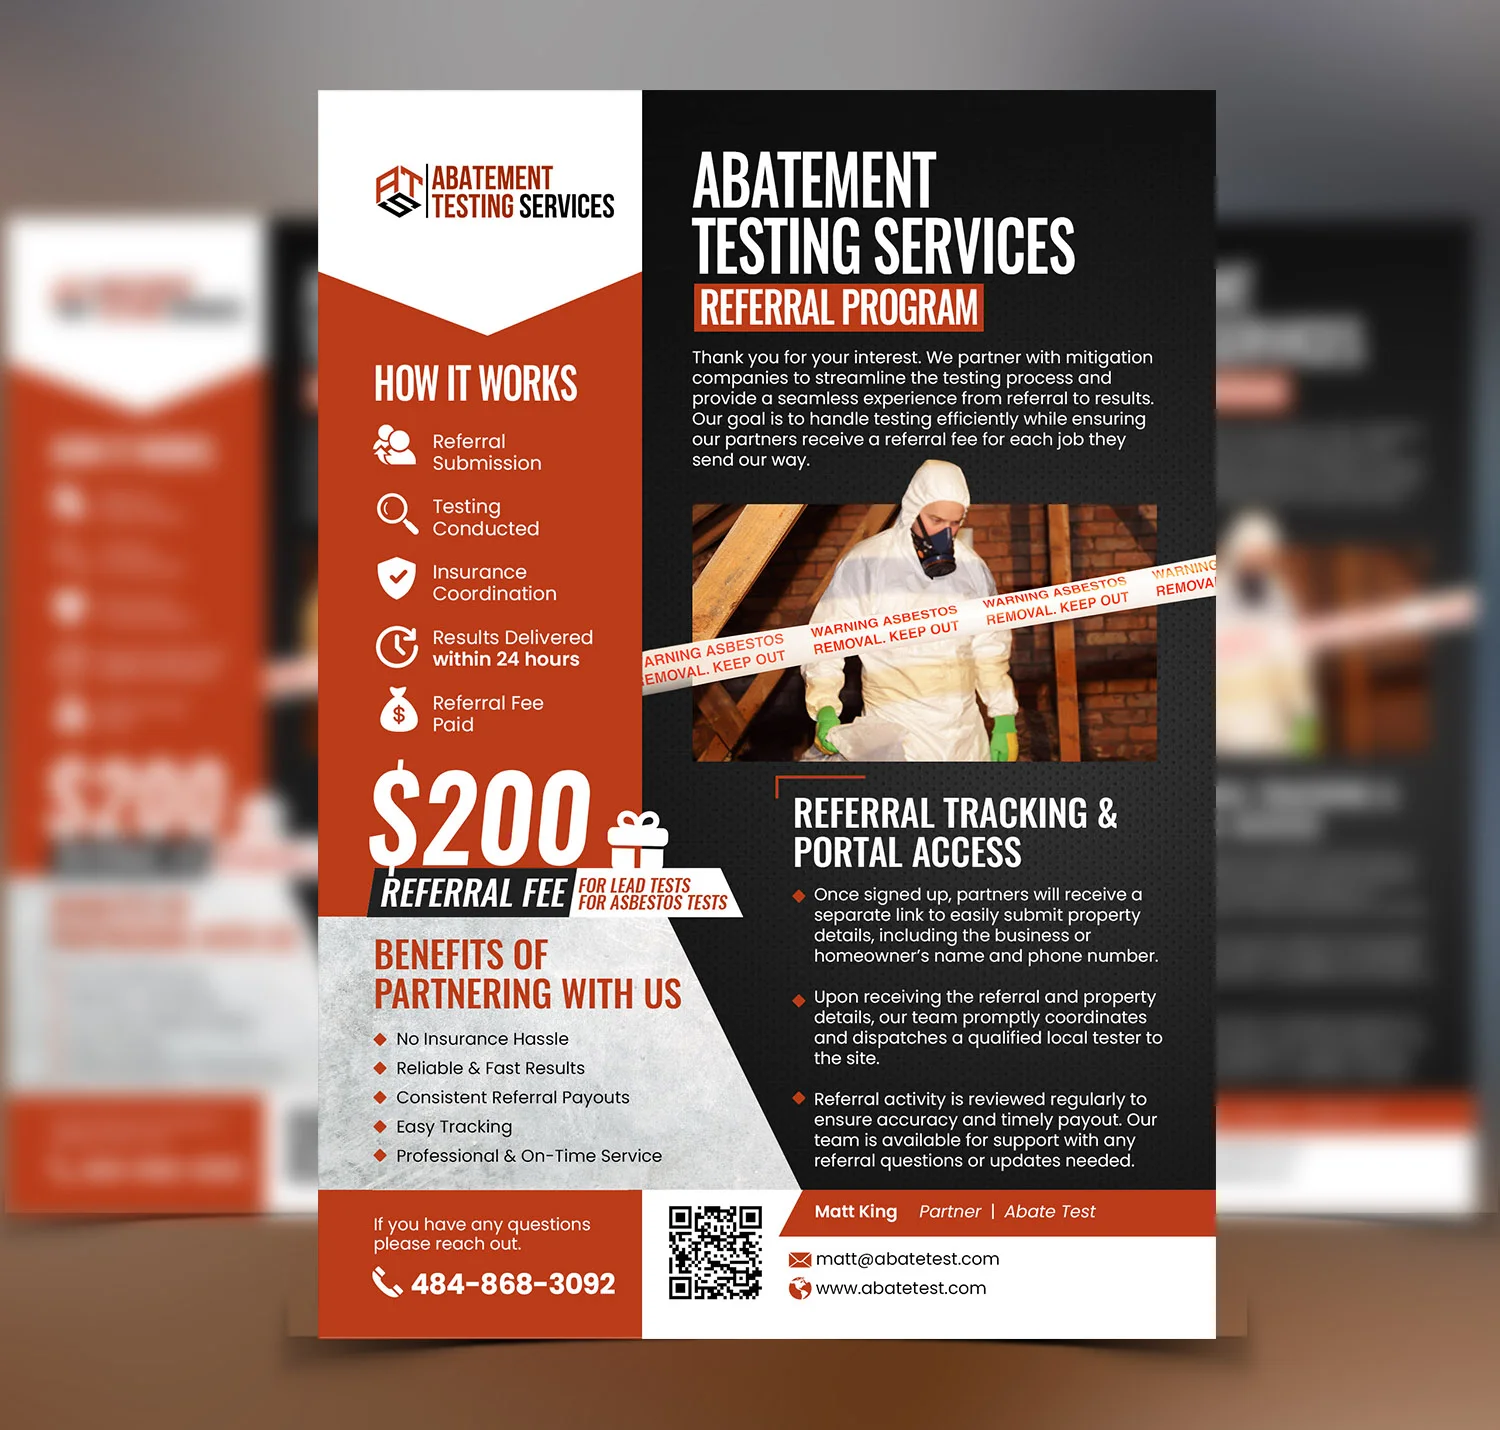 ATS
ABATEMENT
TESTING SERVICES
HOW IT WORKS
Referral
Submission
Testing
Conducted
Insurance
Coordination
Results Delivered
within 24 hours
Referral Fee
Paid
$200
REFERRAL FEE
FOR LEAD TESTS
FOR ASBESTOS TESTS
BENEFITS OF
PARTNERING WITH US
No Insurance Hassle
Reliable & Fast Results
Consistent Referral Payouts
Easy Tracking
Professional & On-Time Service
If you have any questions
please reach out.
484-868-3092
ABATEMENT
TESTING SERVICES
REFERRAL PROGRAM
Thank you for your interest. We partner with mitigation
companies to streamline the testing process and
provide a seamless experience from referral to results.
Our goal is to handle testing efficiently while ensuring
our partners receive a referral fee for each job they
send our way.
ARNING ASBESTOS
EMOVAL. KEEP OUT
WARNING ASBESTOS
REMOVAL. KEEP OUT
WARNING ASBESTOS
REMOVAL. KEEP OUT
WARNING
REMOVA
REFERRAL TRACKING &
PORTAL ACCESS
Once signed up, partners will receive a
separate link to easily submit property
details, including the business or
homeowner's name and phone number.
Upon receiving the referral and property
details, our team promptly coordinates
and dispatches a qualified local tester to
the site.
Referral activity is reviewed regularly to
ensure accuracy and timely payout. Our
team is available for support with any
referral questions or updates needed.
Matt King Partner | Abate Test
matt@abatetest.com
www.abatetest.com